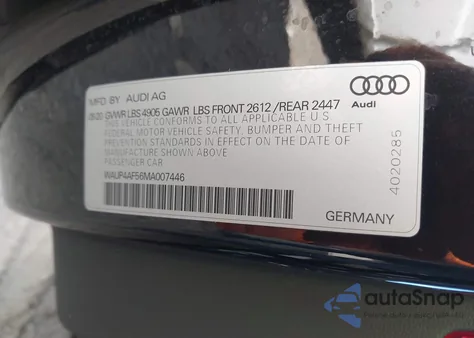 MFD BY AUDI AG
09/20 GVWR LBS 4905 GAWR LBS FRONT 2612 /REAR 2447
THIS VEHICLE CONFORMS TO ALL APPLICABLE U S
FEDERAL MOTOR VEHICLE SAFETY, BUMPER AND THEFT
PREVENTION STANDARDS IN EFFECT ON THE DATE OF
MANUFACTURE SHOWN ABOVE
PASSENGER CAR
WAUP4AF56MA007446
Audi
4020285
GERMANY
autoSnap